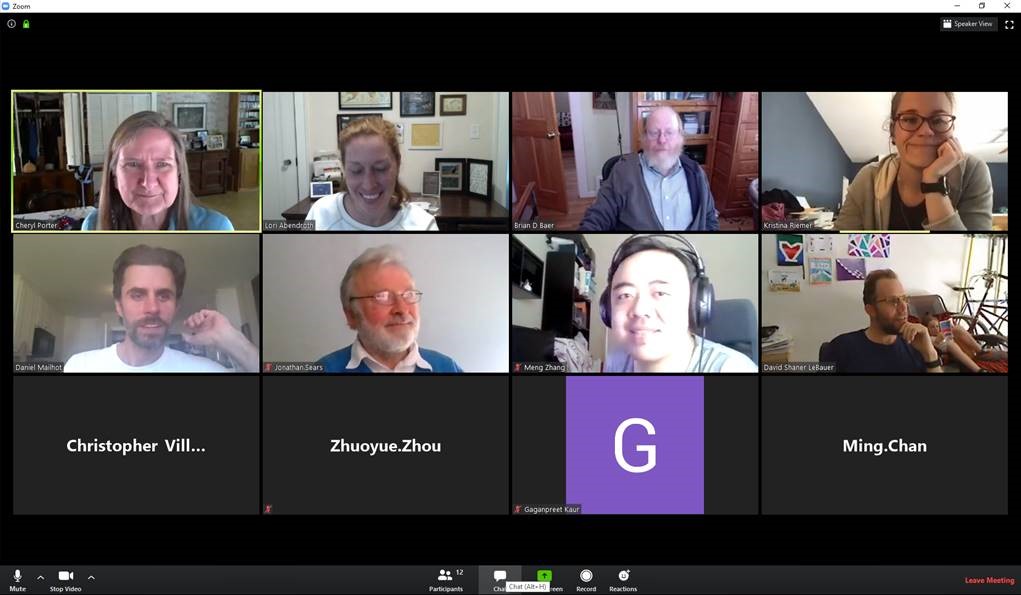 Zoom
Speaker View
Cheryl Porter
Lori Abendroth
Brian D Baer
Kristina Riemer
Daniel Mailhot
Jonathan.Sears
Meng Zhang
David Shaner LeBauer
Christopher Vill...
Zhuoyue.Zhou
G
Gaganpreet Kaur
Ming.Chan
Mute
Stop Video
Participants
12
Chat (Alt+H)
Record
Reactions
Leave Meeting